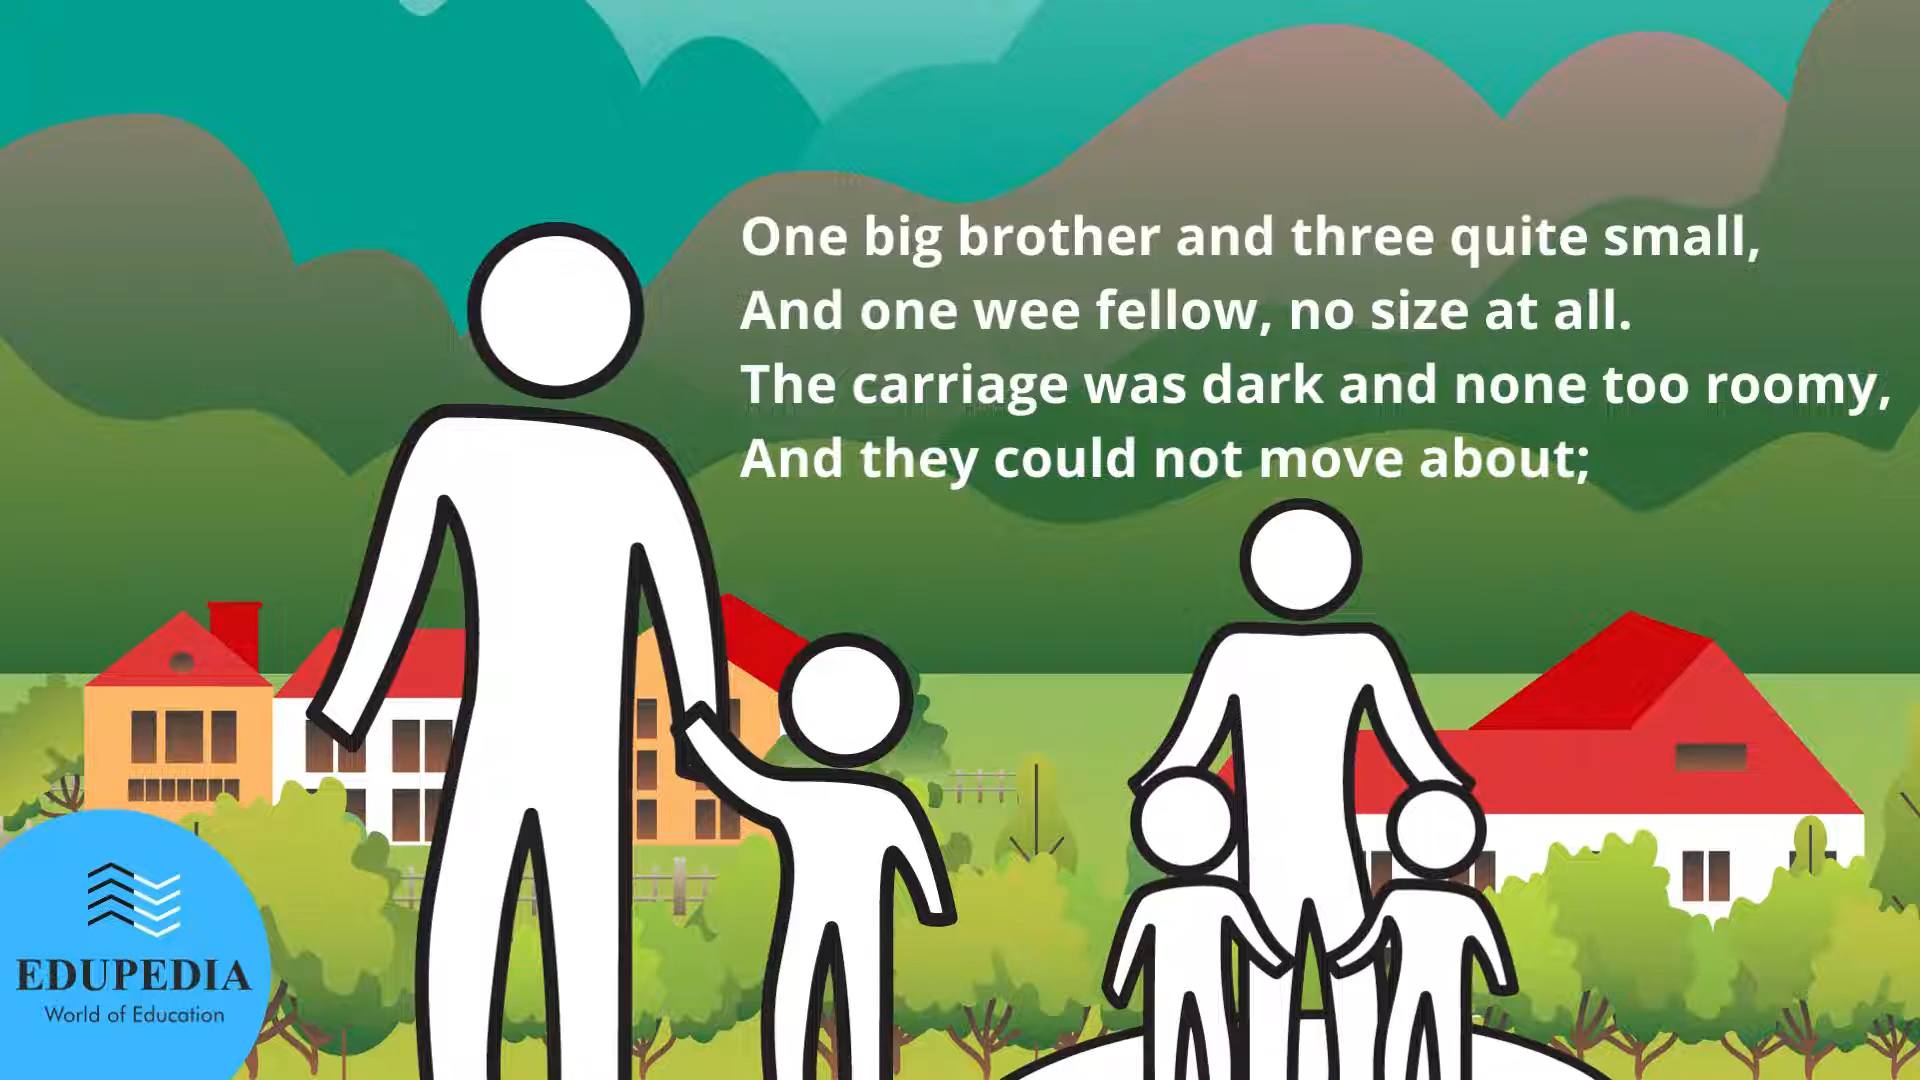 One big brother and three quite small,
And one wee fellow, no size at all.
The carriage was dark and none too roomy,
And they could not move about;
EDUPEDIA
World of Education